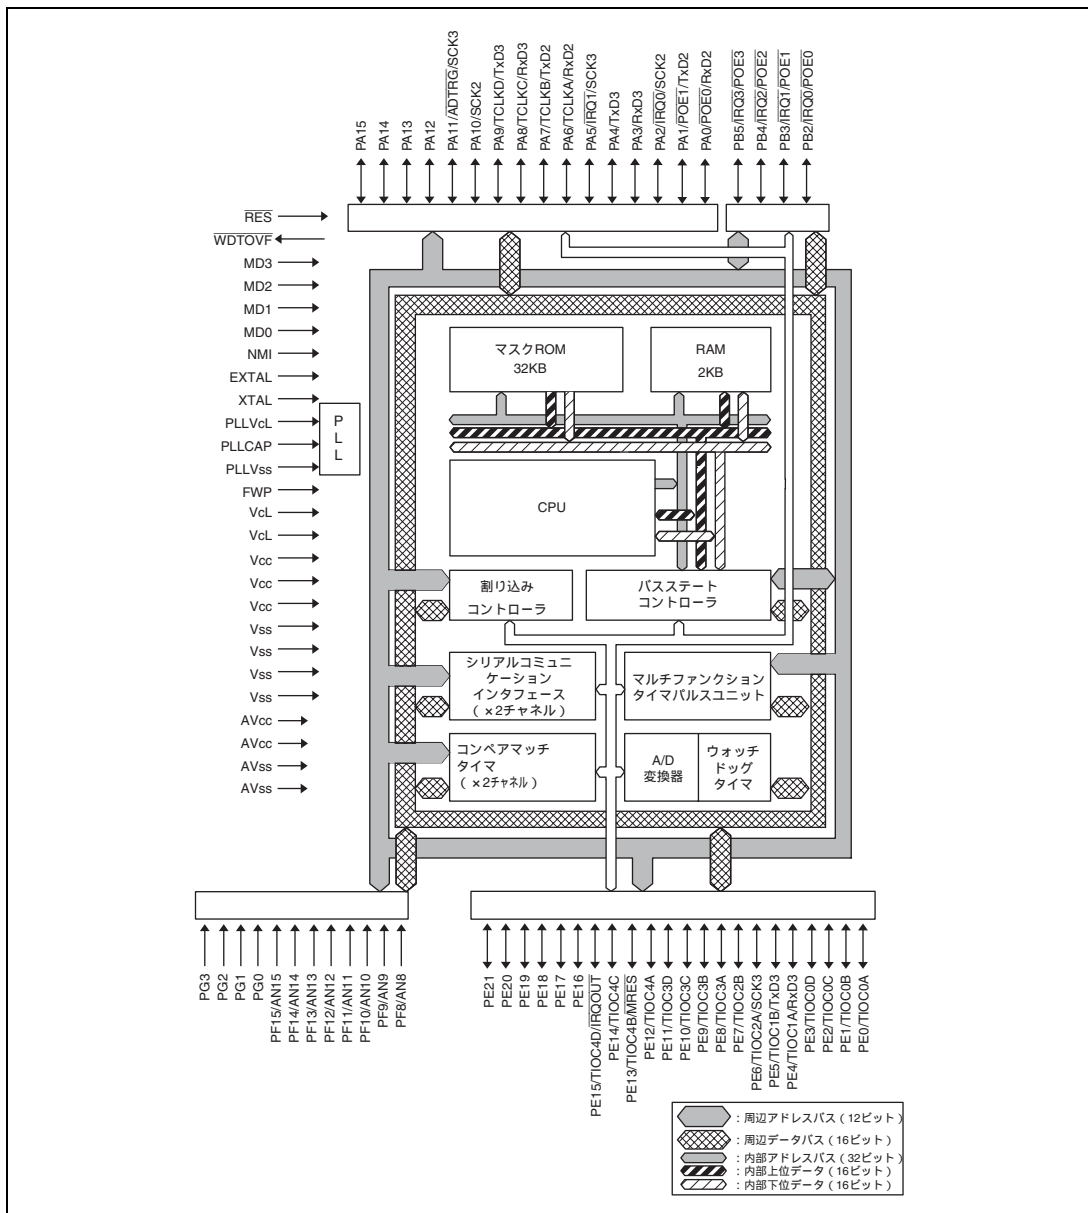 PA15
PA14
PA13
PA12
PA11/ADTRG/SCK3
PA10/SCK2
PA9/TCLKD/TxD3
PA8/TCLKC/RxD3
PA7/TCLKB/TxD2
PA6/TCLKA/RxD2
PA5/IRQ1/SCK3
PA4/TxD3
PA3/RxD3
PA2/IRQ0/SCK2
PA1/POE1/TxD2
PA0/POE0/RxD2
PB5/IRQ3/POE3
PB4/IRQ2/POE2
PB3/IRQ1/POE1
PB2/IRQ0/POE0
RES
WDTOVF
MD3
MD2
MD1
MD0
NMI
EXTAL
XTAL
PLLVcL
PLLCAP
PLLVss
FWP
VcL
VcL
Vcc
Vcc
Vcc
Vss
Vss
Vss
Vss
AVcc
AVcc
AVss
AVss
P
L
L
マスクROM
32KB
RAM
2KB
CPU
割り込み
コントローラ
バスステート
コントローラ
シリアルコミュニ
ケーション
インタフェース
(×2チャネル)
マルチファンクション
タイマパルスユニット
コンペアマッチ
タイマ
(×2チャネル)
A/D
変換器
ウォッチ
ドッグ
タイマ
PG3
PG2
PG1
PG0
PF15/AN15
PF14/AN14
PF13/AN13
PF12/AN12
PF11/AN11
PF10/AN10
PF9/AN9
PF8/AN8
PE21
PE20
PE19
PE18
PE17
PE16
PE15/TIOC4D/IRQOUT
PE14/TIOC4C
PE13/TIOC4B/MRES
PE12/TIOC4A
PE11/TIOC3D
PE10/TIOC3C
PE9/TIOC3B
PE8/TIOC3A
PE7/TIOC2B
PE6/TIOC2A/SCK3
PE5/TIOC1B/TxD3
PE4/TIOC1A/RxD3
PE3/TIOC0D
PE2/TIOC0C
PE1/TIOC0B
PE0/TIOC0A
:周辺アドレスバス(12ビット)
:周辺データバス(16ビット)
:内部アドレスバス(32ビット)
:内部上位データ(16ビット)
:内部下位データ(16ビット)